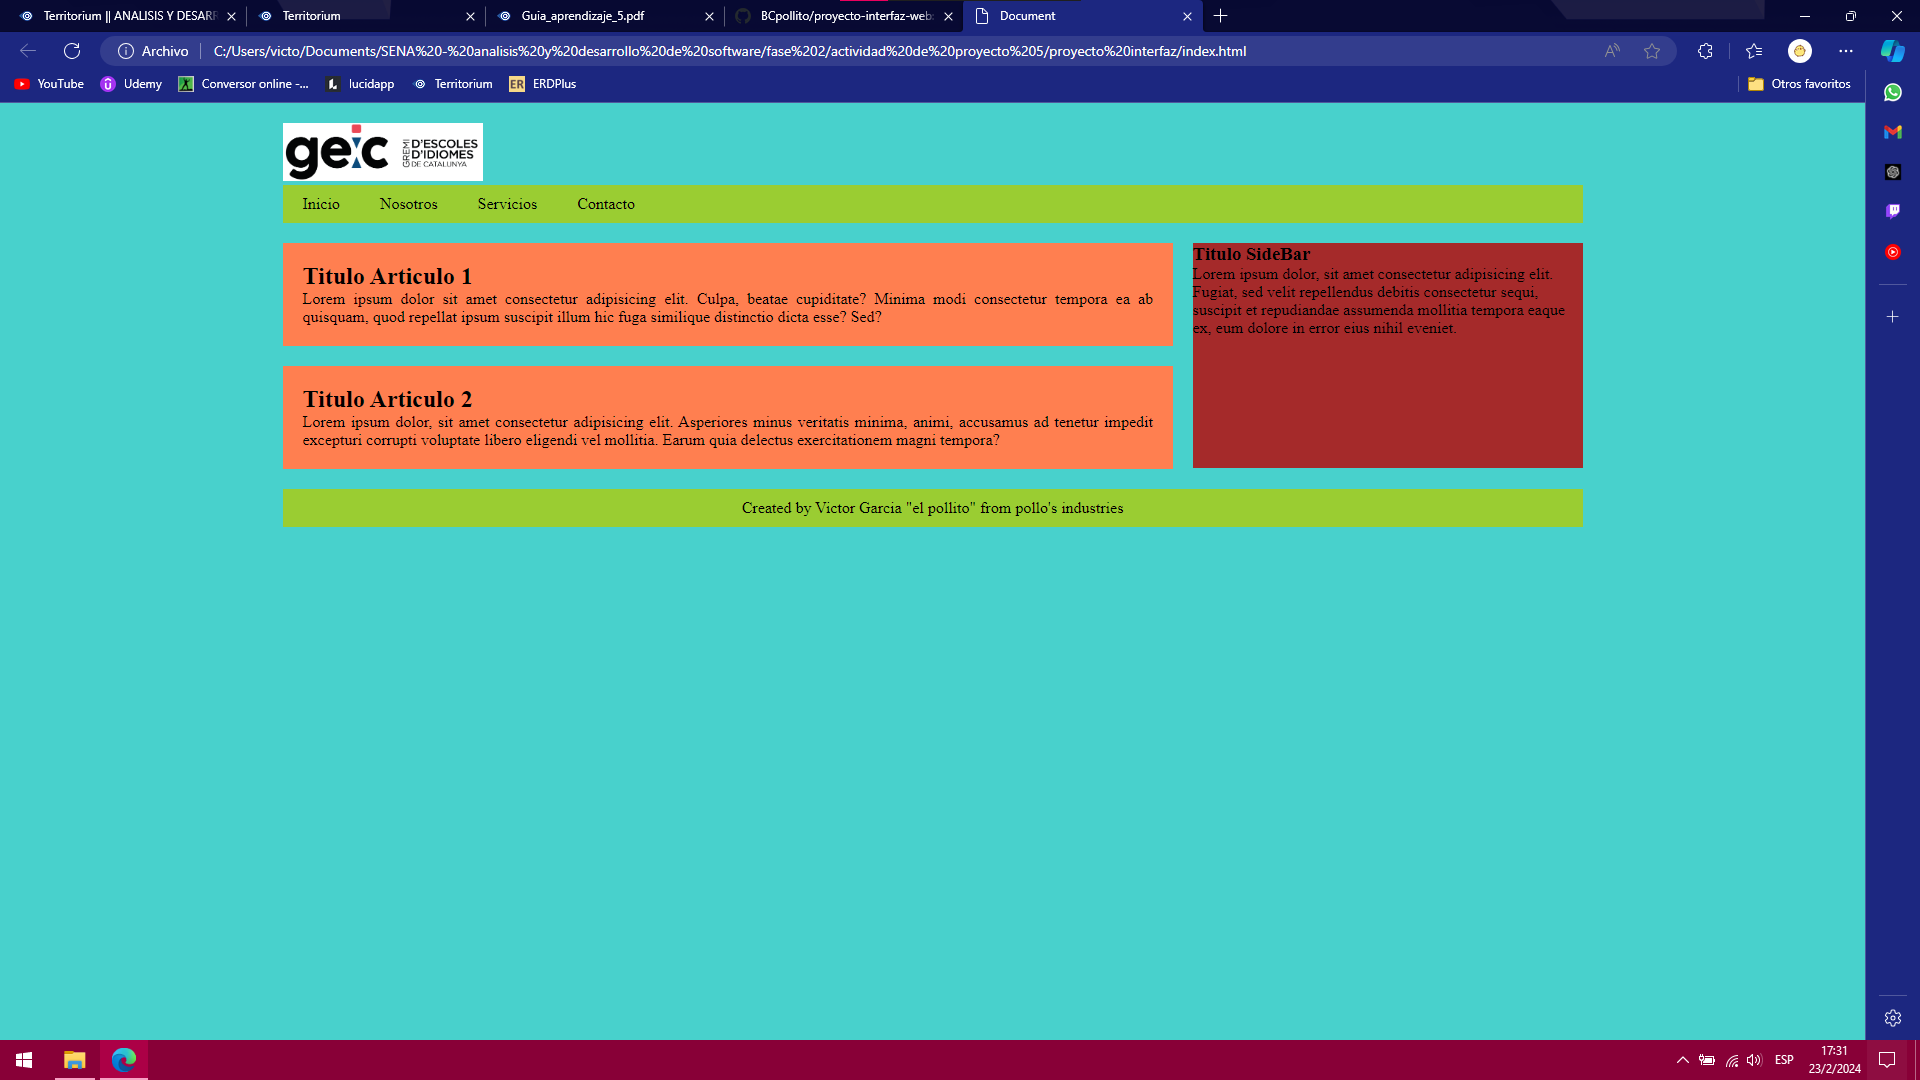 Territorium || ANALISIS Y DESARR
Territorium
Guia_aprendizaje_5.pdf
BCpollito/proyecto-interfaz-web:
Document
Archivo
C:/Users/victo/Documents/SENA%20-%20analisis%20y%20desarrollo%20de%20software/fase%202/actividad%20de%20proyecto%205/proyecto%20interfaz/index.html
YouTube
Udemy
Conversor online -...
lucidapp
Territorium
ER
ERDPlus
Otros favoritos
geic
GREMI
D'ESCOLES
D'IDIOMES
DE CATALUNYA
Inicio
Nosotros
Servicios
Contacto
Titulo Articulo 1
Lorem ipsum dolor sit amet consectetur adipisicing elit. Culpa, beatae cupiditate? Minima modi consectetur tempora ea ab
quisquam, quod repellat ipsum suscipit illum hic fuga similique distinctio dicta esse? Sed?
Titulo Articulo 2
Lorem ipsum dolor, sit amet consectetur adipisicing elit. Asperiores minus veritatis minima, animi, accusamus ad tenetur impedit
excepturi corrupti voluptate libero eligendi vel mollitia. Earum quia delectus exercitationem magni tempora?
Titulo SideBar
Lorem ipsum dolor, sit amet consectetur adipisicing elit.
Fugiat, sed velit repellendus debitis consectetur sequi,
suscipit et repudiandae assumenda mollitia tempora eaque
ex, eum dolore in error eius nihil eveniet.
Created by Victor Garcia "el pollito" from pollo's industries
ESP
17:31
23/2/2024